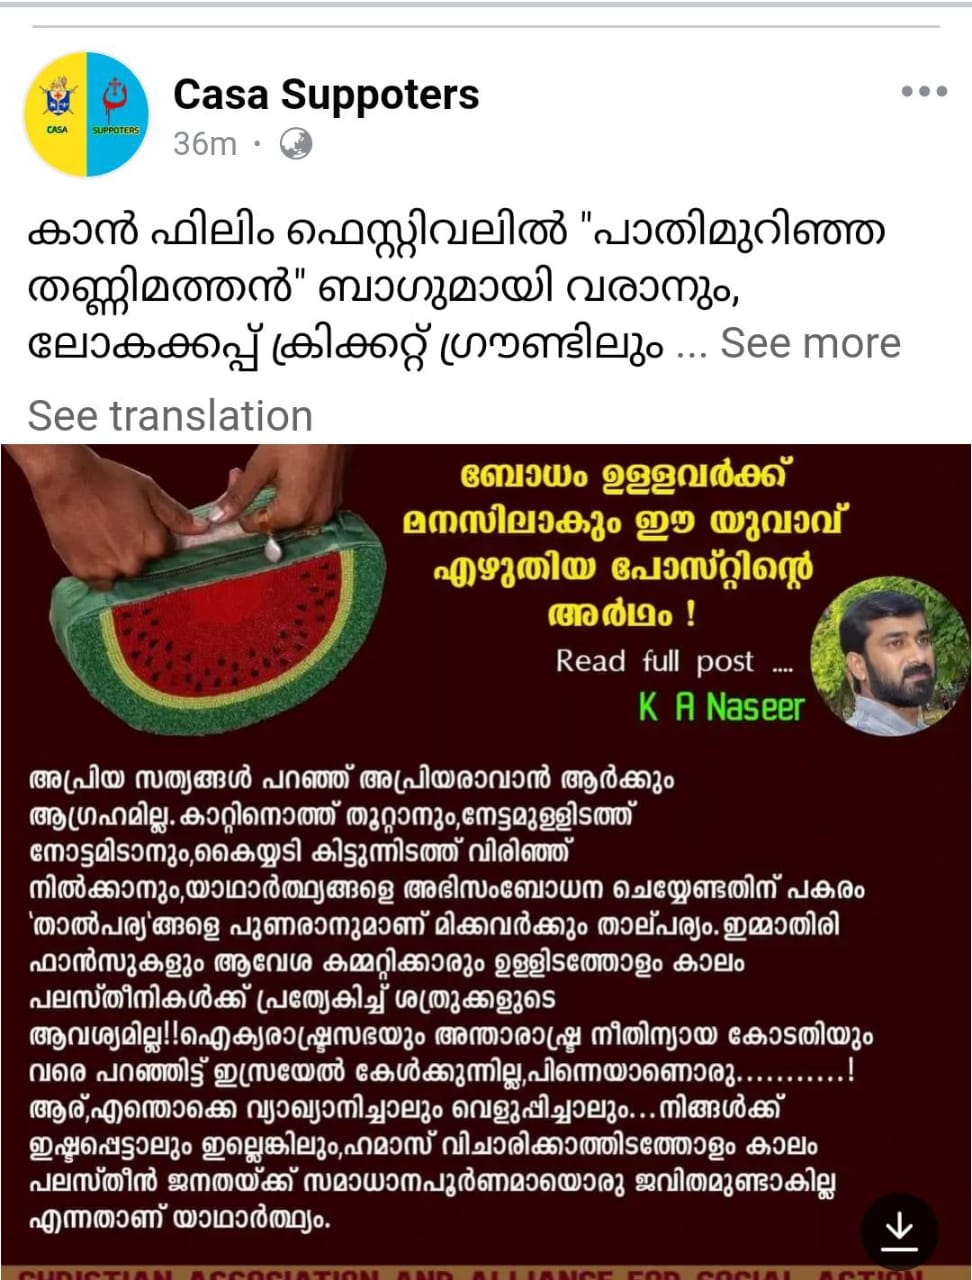 Casa Suppoters
36m
CASA
SUPPOTERS
കാൻ ഫിലിം ഫെസ്റ്റിവലിൽ "പാതിമുറിഞ്ഞ
തണ്ണിമത്തൻ" ബാഗുമായി വരാനും,
ലോകക്കപ്പ് ക്രിക്കറ്റ് ഗ്രൗണ്ടിലും ... See more
See translation
ബോധം ഉള്ളവർക്ക്
മനസിലാകും ഈ യുവാവ്
എഴുതിയ പോസ്റ്റിന്റെ
അർഥം !
Read full post ....
K A Naseer
അപ്രിയ സത്യങ്ങൾ പറഞ്ഞ് അപ്രിയരാവാൻ ആർക്കും
ആഗ്രഹമില്ല. കാറ്റിനൊത്ത് തൂറ്റാനും,നേട്ടമുള്ളിടത്ത്
നോട്ടമിടാനും,കൈയ്യടി കിട്ടുന്നിടത്ത് വിരിഞ്ഞ്
നിൽക്കാനും,യാഥാർത്ഥ്യങ്ങളെ അഭിസംബോധന ചെയ്യേണ്ടതിന് പകരം
'താൽപര്യ'ങ്ങളെ പുണരാനുമാണ് മിക്കവർക്കും താല്പര്യം. ഇമ്മാതിരി
ഫാൻസുകളും ആവേശ കമ്മറ്റിക്കാരും ഉള്ളിടത്തോളം കാലം
പലസ്തീനികൾക്ക് പ്രത്യേകിച്ച് ശത്രുക്കളുടെ
ആവശ്യമില്ല!!ഐക്യരാഷ്ട്രസഭയും അന്താരാഷ്ട്ര നീതിന്യായ കോടതിയും
വരെ പറഞ്ഞിട്ട് ഇസ്രയേൽ കേൾക്കുന്നില്ല,പിന്നെയാണൊരു...........!
ആര്,എന്തൊക്കെ വ്യാഖ്യാനിച്ചാലും വെളുപ്പിച്ചാലും...നിങ്ങൾക്ക്
ഇഷ്ടപ്പെട്ടാലും ഇല്ലെങ്കിലും,ഹമാസ് വിചാരിക്കാത്തിടത്തോളം കാലം
പലസ്തീൻ ജനതയ്ക്ക് സമാധാനപൂർണമായൊരു ജീവിതമുണ്ടാകില്ല
എന്നതാണ് യാഥാർത്ഥ്യം.
CHRISTIAN ASSOCIATION AND ALLIANCE FOR SOCIAL ACTION